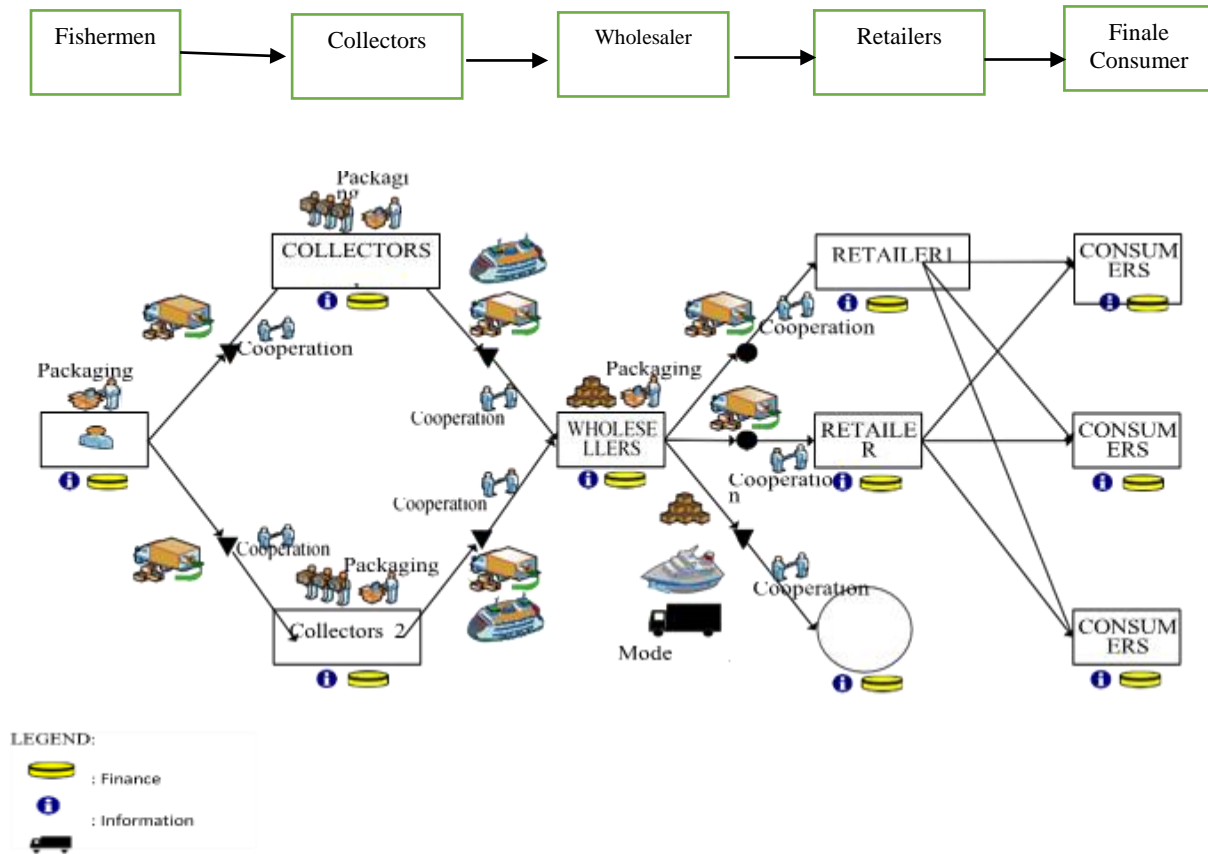 Fishermen
Collectors
Wholesaler
Retailers
Finale
Consumer
Packagi
ng
COLLECTORS
RETAILER1
CONSUM
ERS
Cooperation
Cooperation
Packaging
Packaging
Cooperation
WHOLESE
LLERS
RETAILE
R
CONSUM
ERS
Cooperation
Cooperatio
n
Cooperation
Packaging
Cooperation
Collectors 2
Mode
CONSUM
ERS
LEGEND:
: Finance
: Information